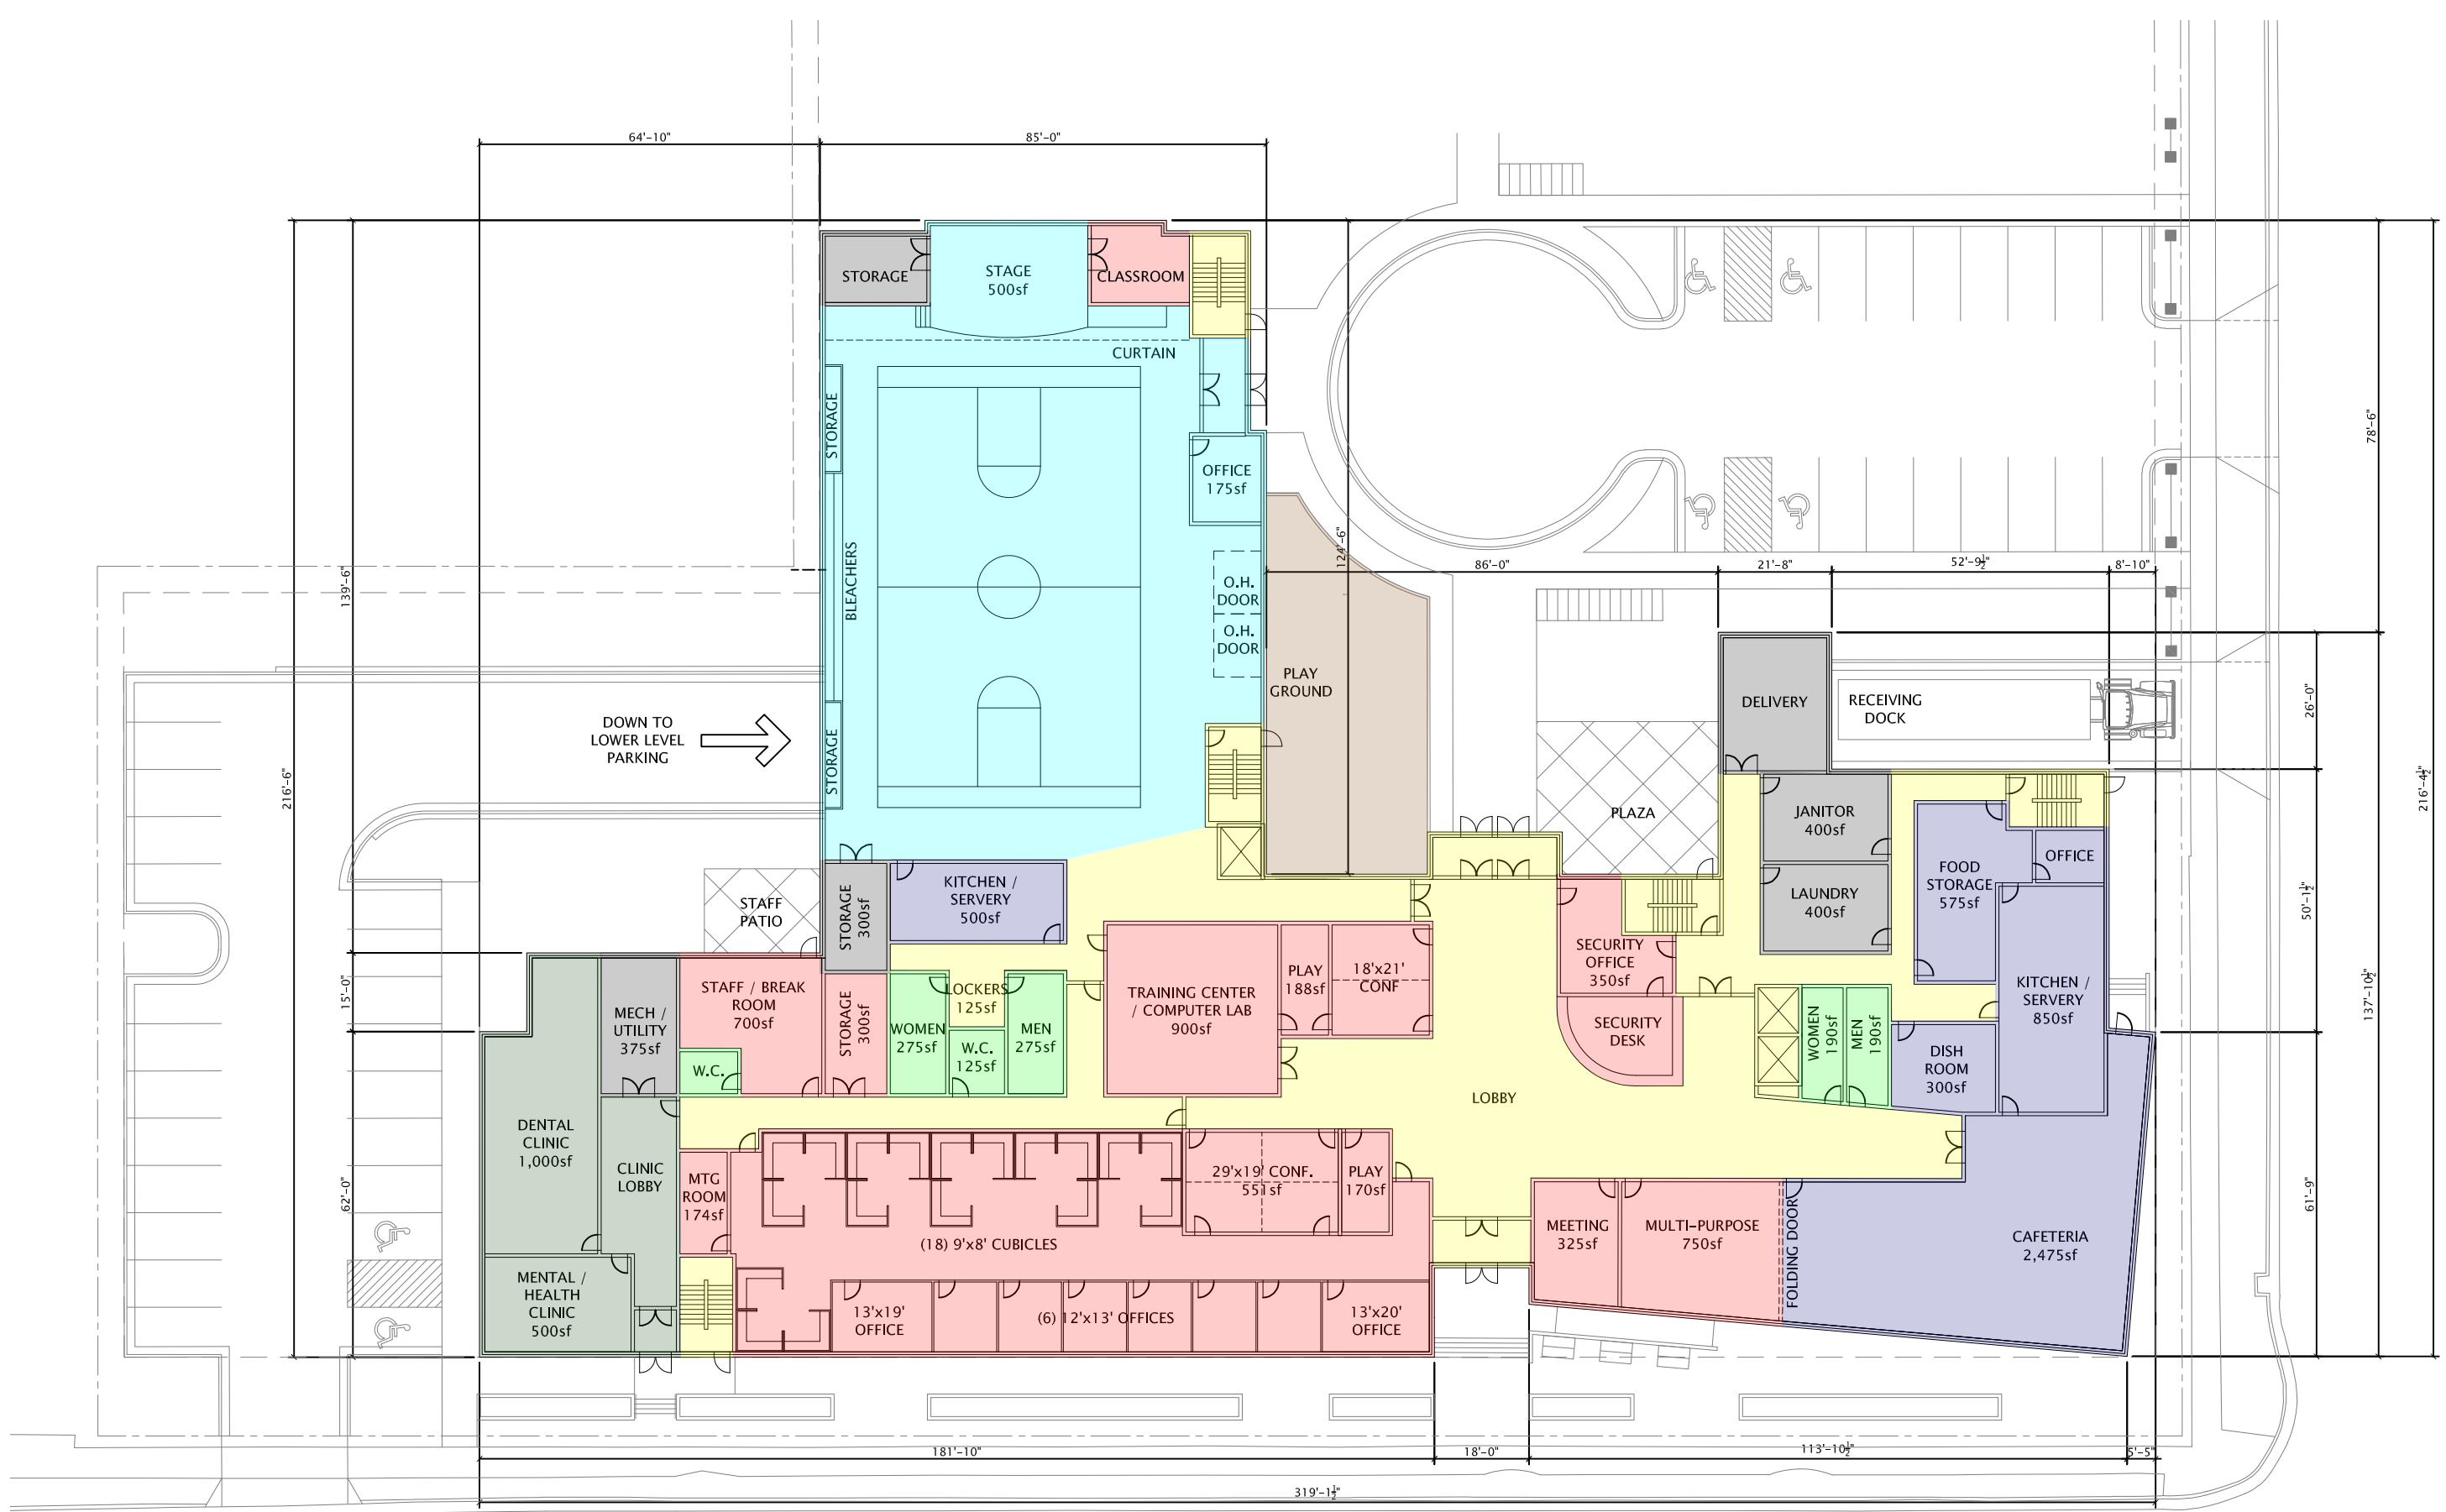 64'-10"
85'-0"
STORAGE
STAGE
500sf
CLASSROOM
CURTAIN
STORAGE
OFFICE
175sf
BLEACHERS
O.H.
DOOR
O.H.
DOOR
STORAGE
124'-6"
139'-6"
216'-6"
15'-0"
62'-0"
86'-0"
21'-8"
52'-9½"
8'-10"
78'-6"
26'-0"
50'-1½"
216'-4½"
137'-10½"
61'-9"
PLAY
GROUND
DOWN TO
LOWER LEVEL
PARKING
DELIVERY
RECEIVING
DOCK
PLAZA
JANITOR
400sf
LAUNDRY
400sf
FOOD
STORAGE
575sf
OFFICE
STAFF
PATIO
STORAGE
300sf
KITCHEN /
SERVERY
500sf
SECURITY
OFFICE
350sf
KITCHEN /
SERVERY
850sf
MECH /
UTILITY
375sf
STAFF / BREAK
ROOM
700sf
W.C.
STORAGE
300sf
WOMEN
275sf
LOCKERS
125sf
W.C.
125sf
MEN
275sf
TRAINING CENTER
/ COMPUTER LAB
900sf
PLAY
188sf
18'x21'
CONF
SECURITY
DESK
WOMEN
190sf
MEN
190sf
DISH
ROOM
300sf
LOBBY
DENTAL
CLINIC
1,000sf
CLINIC
LOBBY
MTG
ROOM
174sf
29'x19' CONF.
551sf
PLAY
170sf
(18) 9'x8' CUBICLES
MEETING
325sf
MULTI-PURPOSE
750sf
FOLDING DOOR
CAFETERIA
2,475sf
MENTAL /
HEALTH
CLINIC
500sf
13'x19'
OFFICE
(6) 12'x13' OFFICES
13'x20'
OFFICE
181'-10"
18'-0"
113'-10½"
5'-5"
319'-1½"